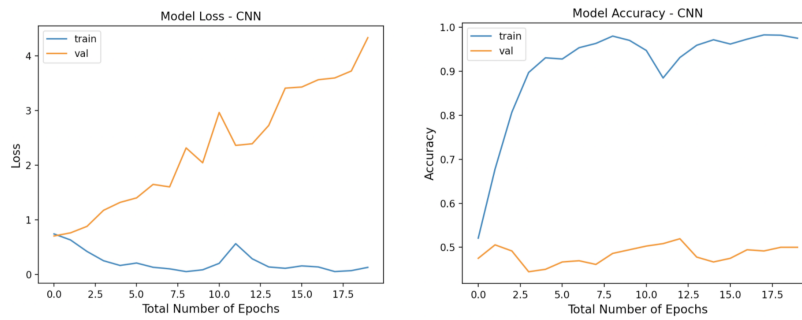 Model Loss - CNN
train
val
Loss
4
3
2
1
0
0.0 2.5 5.0 7.5 10.0 12.5 15.0 17.5
Total Number of Epochs
Model Accuracy - CNN
train
val
Accuracy
1.0
0.9
0.8
0.7
0.6
0.5
0.0 2.5 5.0 7.5 10.0 12.5 15.0 17.5
Total Number of Epochs